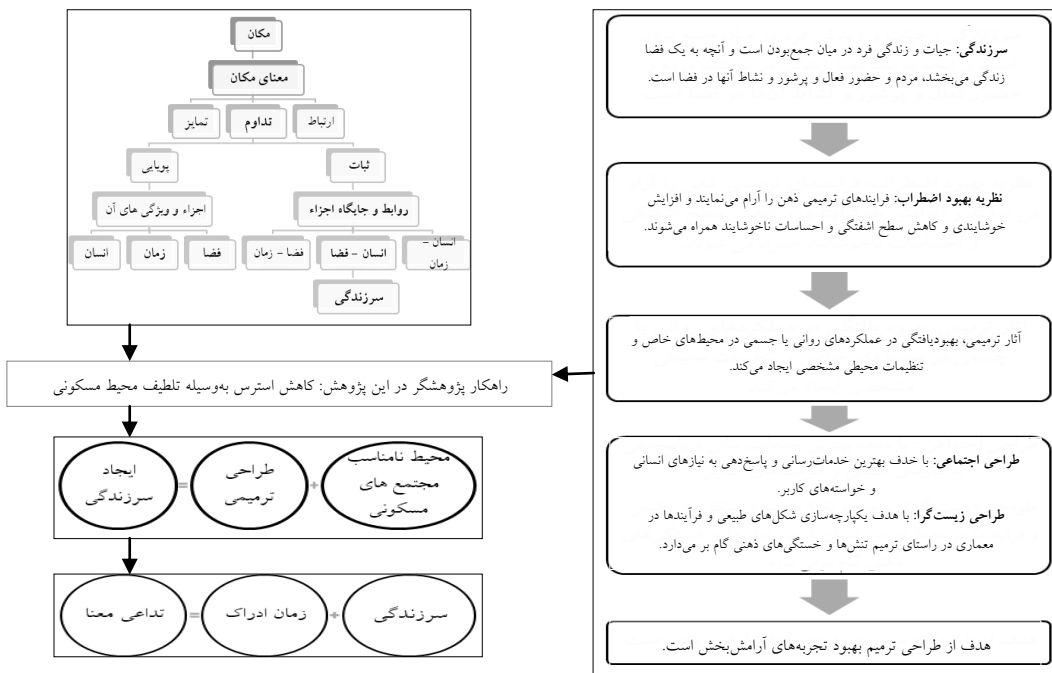 سرزندگی: حیات و زندگی فرد در میان جمع‌بودن است و آنچه به یک فضا
زندگی می‌بخشد، مردم و حضور فعال و پرشور و نشاط آنها در فضا است.
نظریه بهبود اضطراب: فرایندهای ترمیمی ذهن را آرام می‌نمایند و افزایش
خوشایندی و کاهش سطح اشفتگی و احساسات ناخوشایند همراه می‌شوند.
آثار ترمیمی، بهبودیافتگی در عملکردهای روانی یا جسمی در محیط‌های خاص و
تنظیمات محیطی مشخصی ایجاد می‌کند.
طراحی اجتماعی: با خدف بهترین خدمات‌رسانی و پاسخ‌دهی به نیازهای انسانی
و خواسته‌های کاربر.
طراحی زیست‌گرا: با هدف یکپارچه‌سازی شکل‌های طبیعی و فرآیندها در
معماری در راستای ترمیم تنش‌ها و خستگی‌های ذهنی گام بر می‌دارد.
هدف از طراحی ترمیم بهبود تجربه‌های آرامش‌بخش است.
مکان
معنای مکان
ارتباط
تداوم
تمایز
ثبات
پویایی
روابط و جایگاه اجزاء
اجزاء و ویژگی های آن
انسان –
زمان
انسان – فضا
فضا – زمان
فضا
زمان
انسان
سرزندگی
راهکار پژوهشگر در این پژوهش: کاهش استرس به‌وسیله تلطیف محیط مسکونی
محیط نامناسب
مجتمع های
مسکونی
+
طراحی
ترمیمی
=
ایجاد
سرزندگی
سرزندگی
+
زمان ادراک
=
تداعی معنا